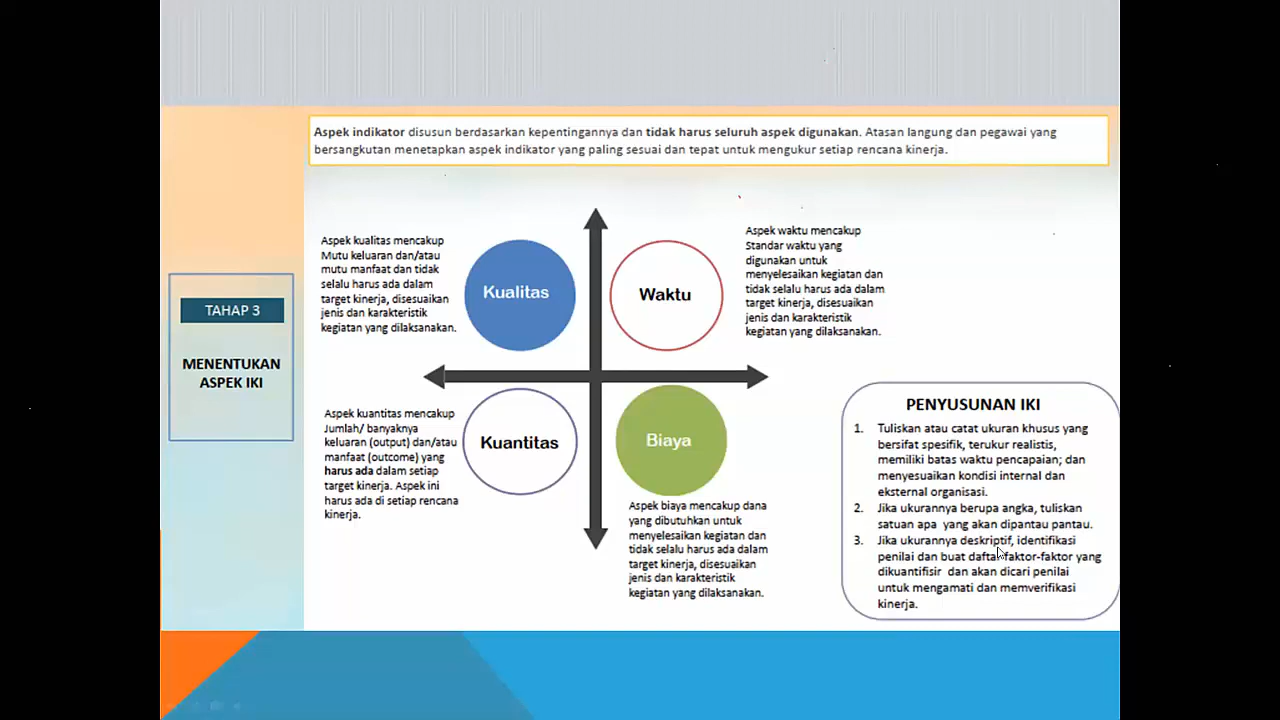 Aspek indikator disusun berdasarkan kepentingannya dan tidak harus seluruh aspek digunakan. Atasan langung dan pegawai yang
bersangkutan menetapkan aspek indikator yang paling sesuai dan tepat untuk mengukur setiap rencana kinerja.
TAHAP 3
MENENTUKAN
ASPEK IKI
Aspek kualitas mencakup
Mutu keluaran dan/atau
mutu manfaat dan tidak
selalu harus ada dalam
target kinerja, disesuaikan
jenis dan karakteristik
kegiatan yang dilaksanakan.
Kualitas
Waktu
Aspek waktu mencakup
Standar waktu yang
digunakan untuk
menyelesaikan kegiatan dan
tidak selalu harus ada dalam
target kinerja, disesuikan
jenis dan karakteristik
kegiatan yang dilaksanakan.
Aspek kuantitas mencakup
Jumlah/ banyaknya
keluaran (output) dan/atau
manfaat (outcome) yang
harus ada dalam setiap
target kinerja. Aspek ini
harus ada di setiap rencana
kinerja.
Kuantitas
Biaya
Aspek biaya mencakup dana
yang dibutuhkan untuk
menyelesaikan kegiatan dan
tidak selalu harus ada dalam
target kinerja, disesuikan
jenis dan karakteristik
kegiatan yang dilaksanakan.
PENYUSUNAN IKI
1. Tuliskan atau catat ukuran khusus yang
bersifat spesifik, terukur realistis,
memiliki batas waktu pencapaian; dan
menyesuaikan kondisi internal dan
eksternal organisasi.
2. Jika ukurannya berupa angka, tuliskan
satuan apa yang akan dipantau pantau.
3. Jika ukurannya deskriptif, identifikasi
penilai dan buat daftar faktor-faktor yang
dikuantifisir dan akan dicari penilai
untuk mengamati dan memverifikasi
kinerja.